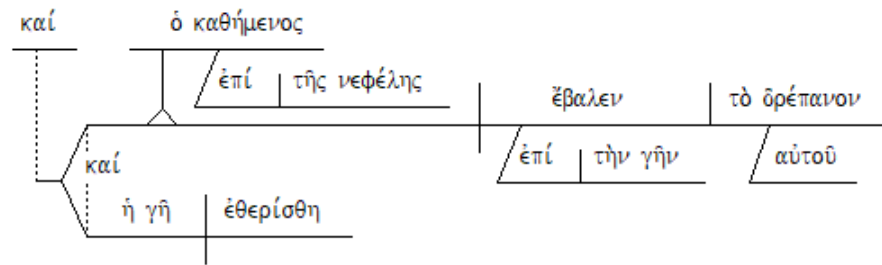 καί ὁ καθήμενος
ἐπί τῆς νεφέλης
ἔβαλεν τὸ δρέπανον
καί ἐπί τὴν γῆν αὐτοῦ
ἡ γῆ ἐθερίσθη